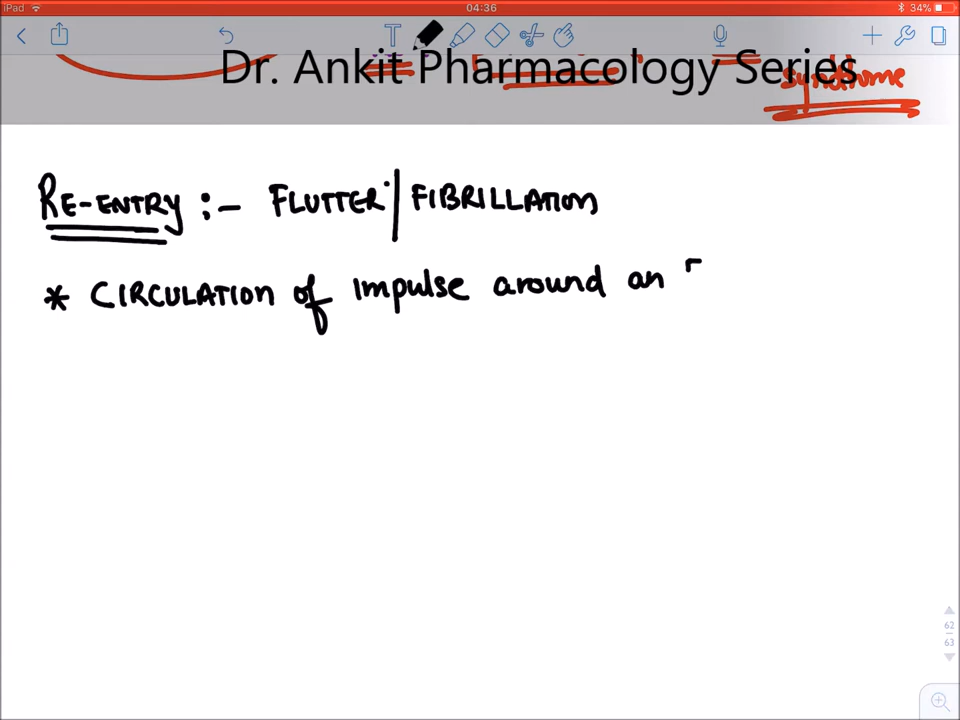 iPad 04:36 34%
T
Dr. Ankit Pharmacology Series
syndrome
RE-ENTRY :- FLUTTER | FIBRILLATION
* CIRCULATION of impulse around an
62
63